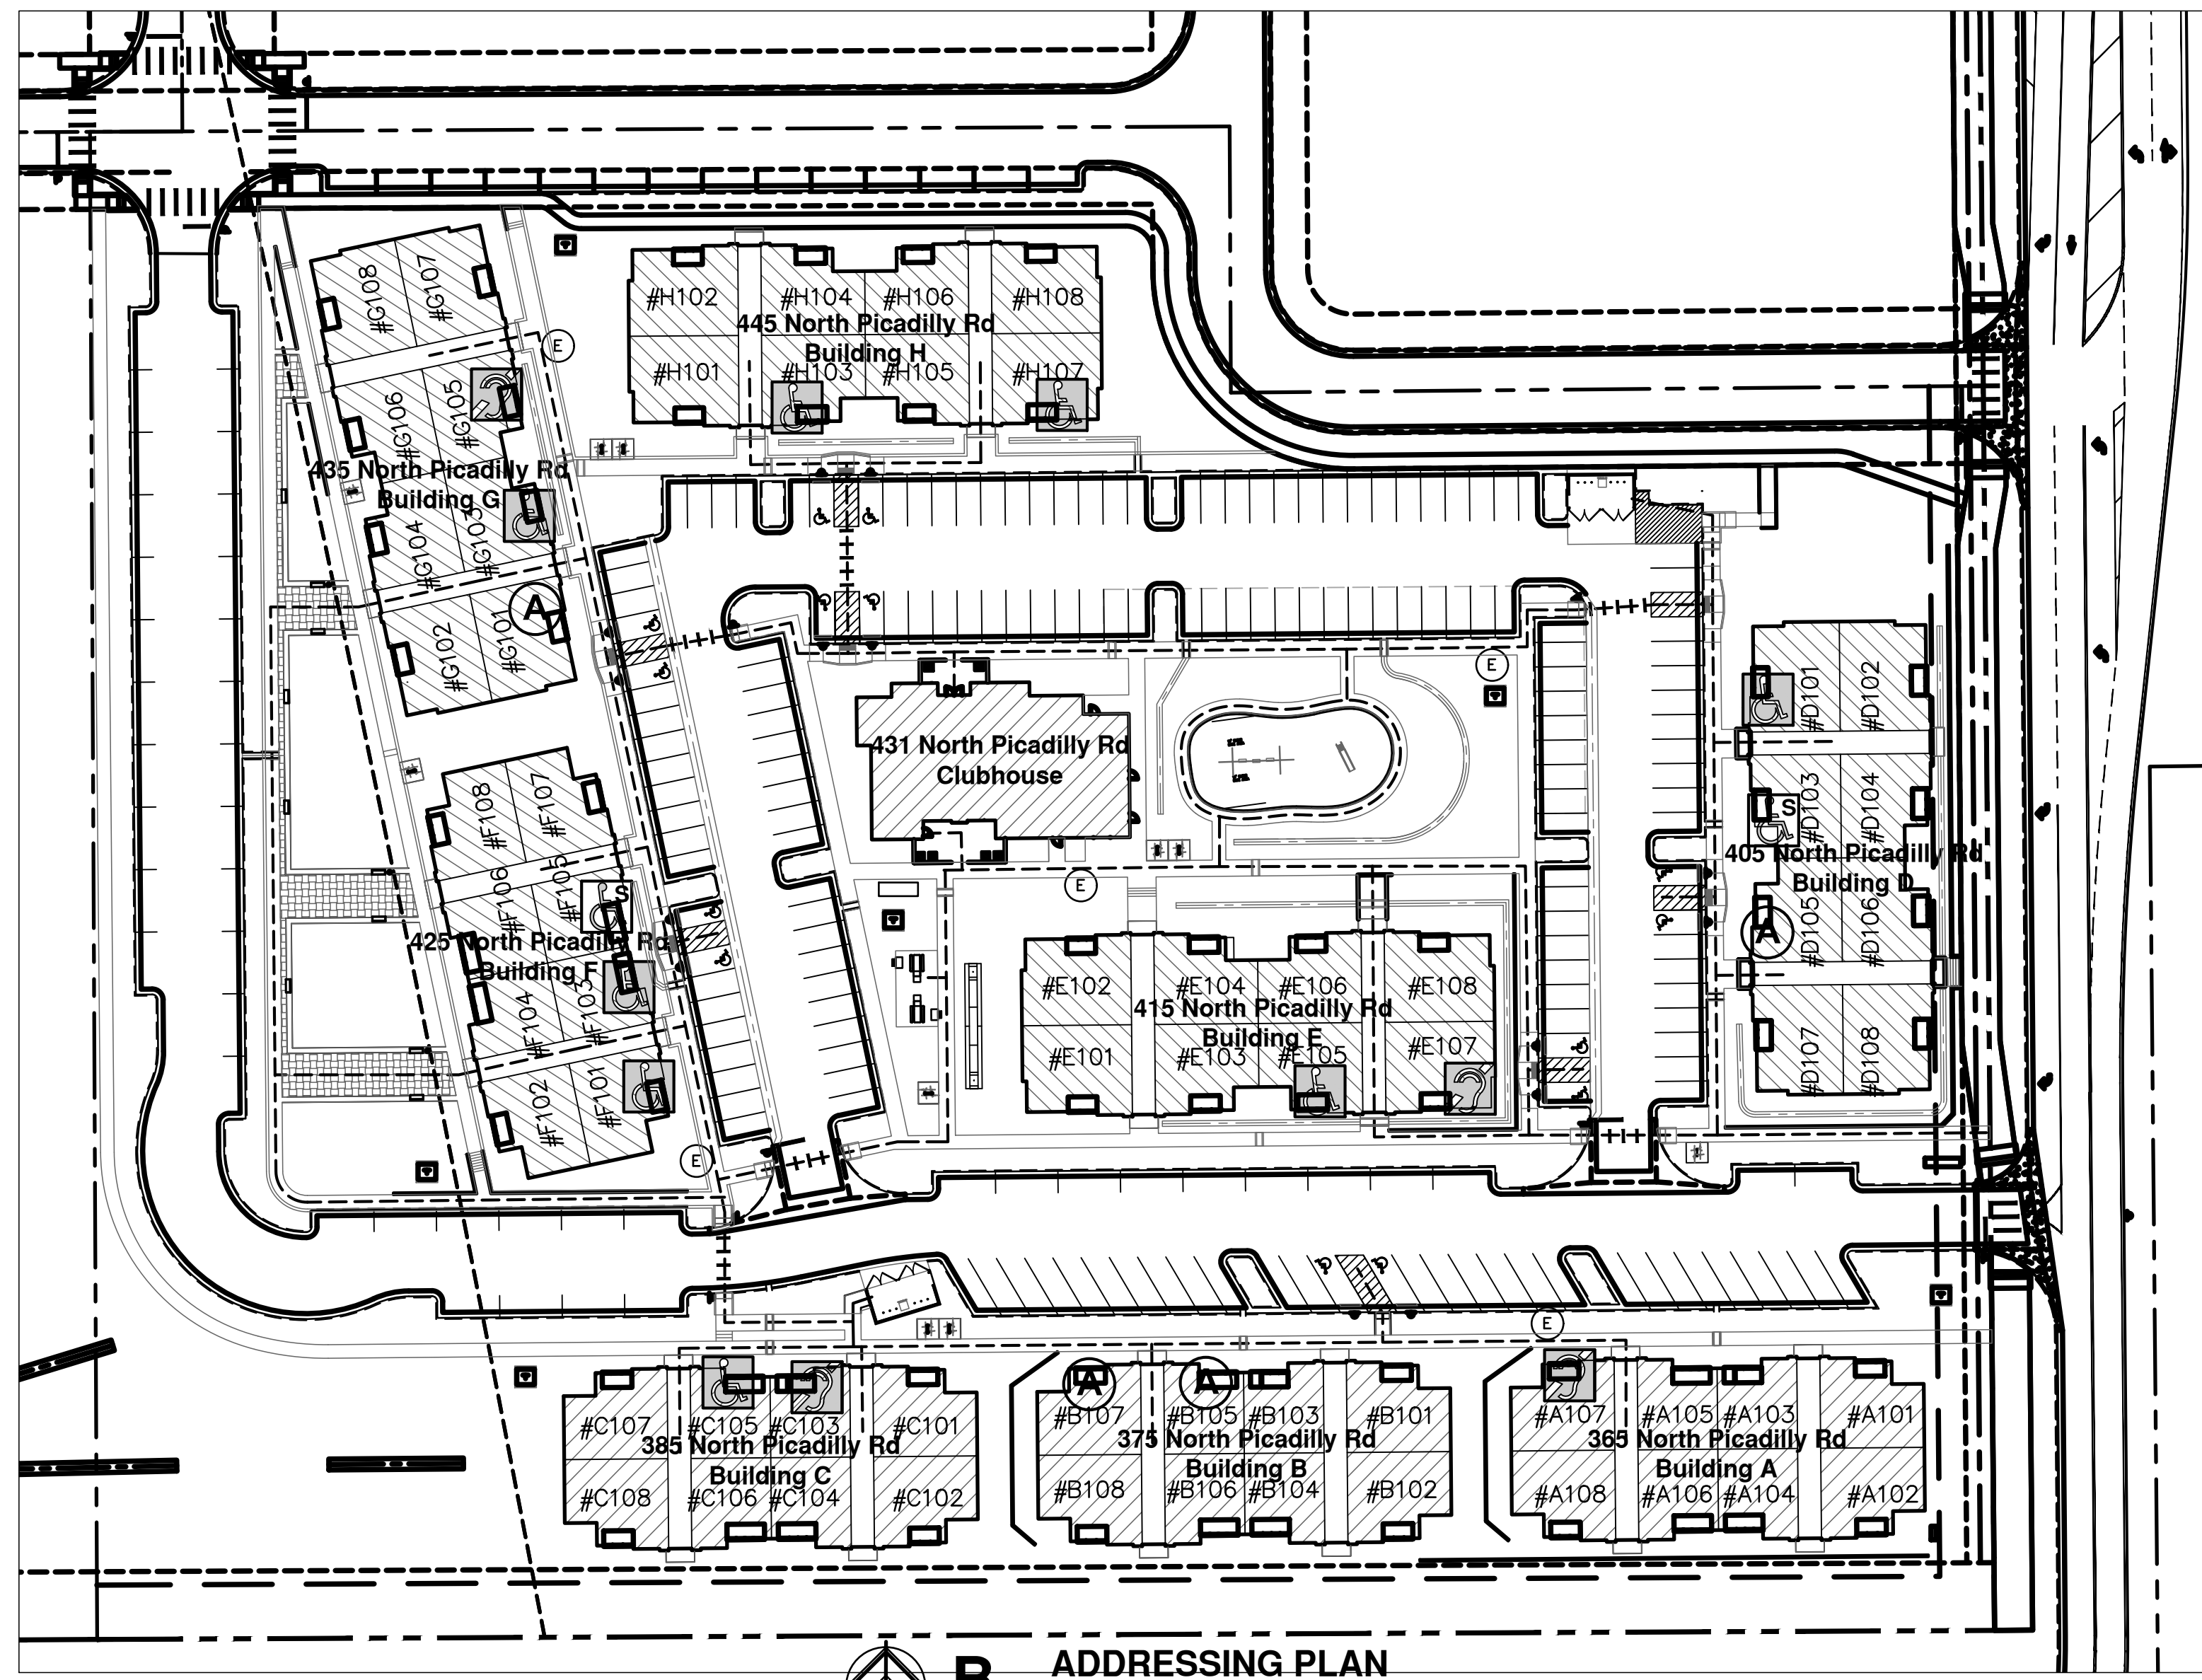 #G108 #G107
E
#H102 #H104 #H106 #H108
445 North Picadilly Rd
Building H
#H101 #H103 #H105 #H107
#G106 #G105
435 North Picadilly Rd
Building G
#G104 #G103
A
#G102 #G101
E
431 North Picadilly Rd
Clubhouse
#D101 #D102
#F108 #F107
S
#D103 #D104
405 North Picadilly Rd
Building D
#F106 #F105
S
E
A
#D105 #D106
425 North Picadilly Rd
Building F
#E102 #E104 #E106 #E108
415 North Picadilly Rd
Building E
#E101 #E103 #E105 #E107
#F104 #F103
#D107 #D108
#F102 #F101
E
E
A A
#C107 #C105 #C103 #C101
385 North Picadilly Rd
Building C
#C108 #C106 #C104 #C102
#B107 #B105 #B103 #B101
375 North Picadilly Rd
Building B
#B108 #B106 #B104 #B102
#A107 #A105 #A103 #A101
365 North Picadilly Rd
Building A
#A108 #A106 #A104 #A102
B ADDRESSING PLAN